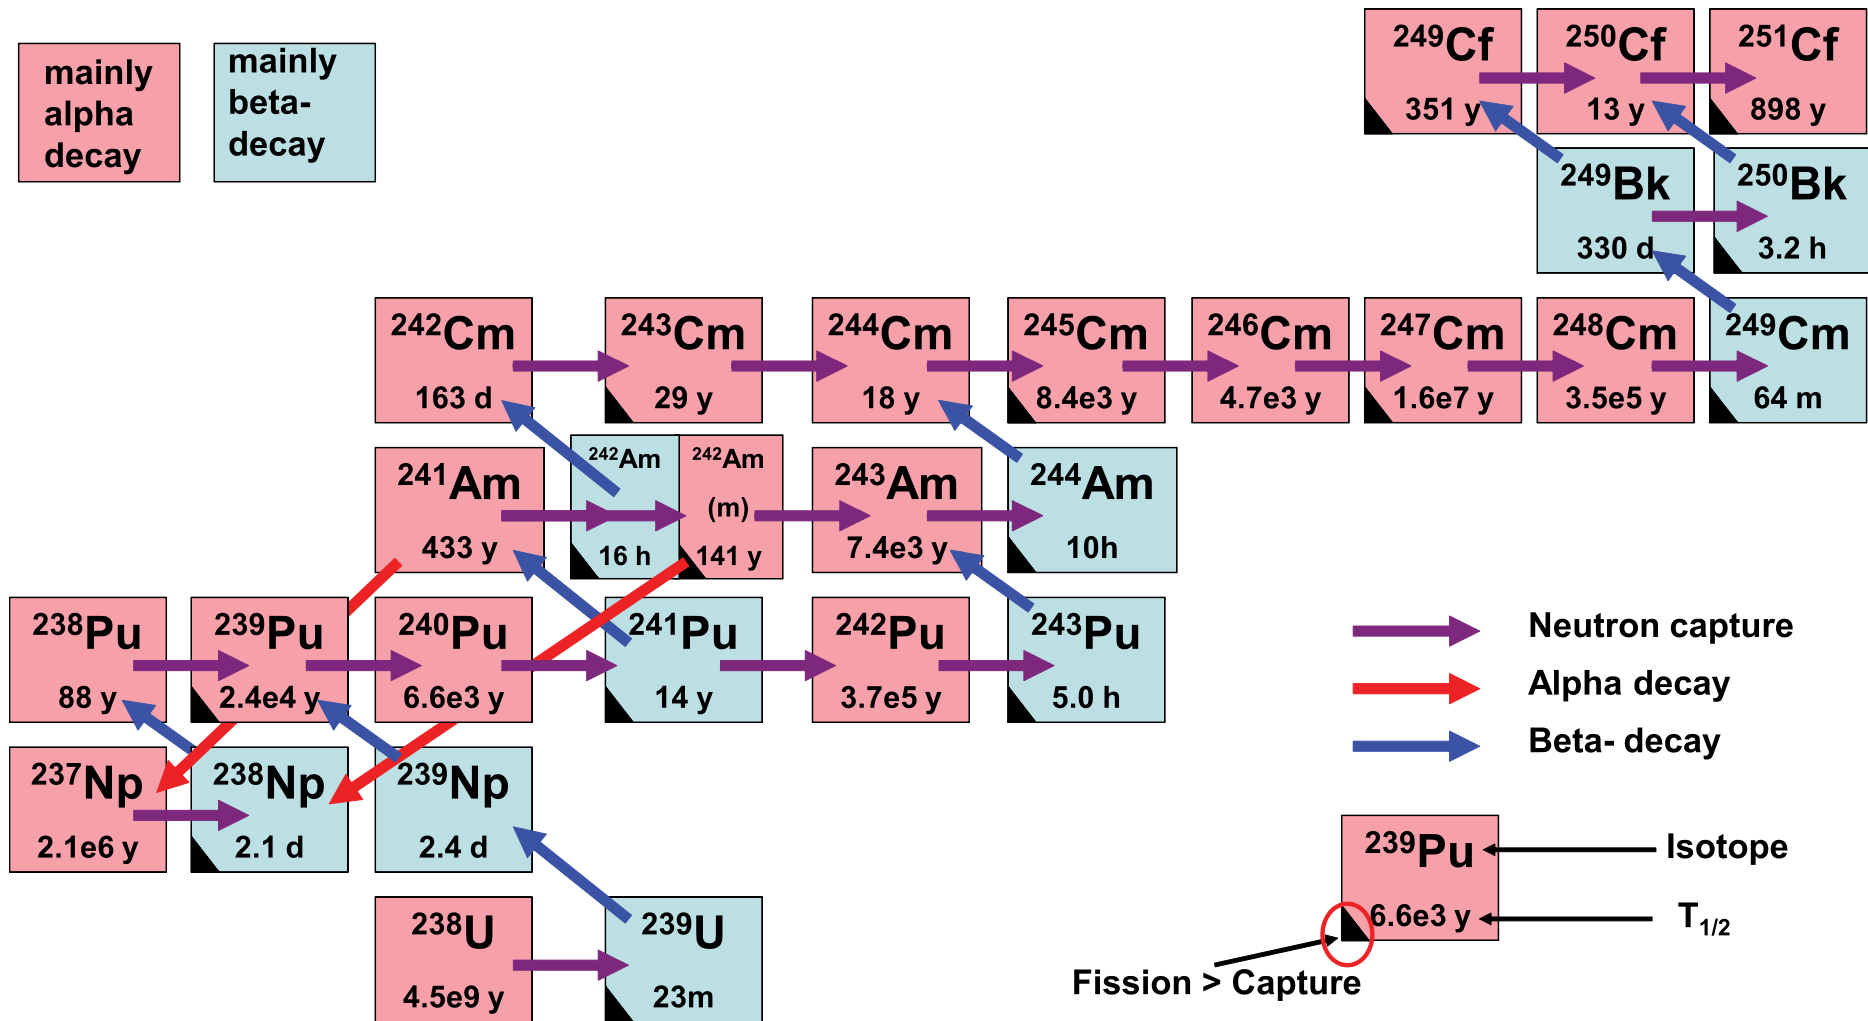 mainly
alpha
decay
mainly
beta-
decay
²⁴⁹Cf
351 y
²⁵⁰Cf
13 y
²⁵¹Cf
898 y
²⁴⁹Bk
330 d
²⁵⁰Bk
3.2 h
²⁴²Cm
163 d
²⁴³Cm
29 y
²⁴⁴Cm
18 y
²⁴⁵Cm
8.4e3 y
²⁴⁶Cm
4.7e3 y
²⁴⁷Cm
1.6e7 y
²⁴⁸Cm
3.5e5 y
²⁴⁹Cm
64 m
²⁴¹Am
433 y
²⁴²Am
16 h
²⁴²Am
(m)
141 y
²⁴³Am
7.4e3 y
²⁴⁴Am
10h
²³⁸Pu
88 y
²³⁹Pu
2.4e4 y
²⁴⁰Pu
6.6e3 y
²⁴¹Pu
14 y
²⁴²Pu
3.7e5 y
²⁴³Pu
5.0 h
²³⁷Np
2.1e6 y
²³⁸Np
2.1 d
²³⁹Np
2.4 d
²³⁸U
4.5e9 y
²³⁹U
23m
Neutron capture
Alpha decay
Beta- decay
²³⁹Pu
Isotope
6.6e3 y
T₁/₂
Fission > Capture